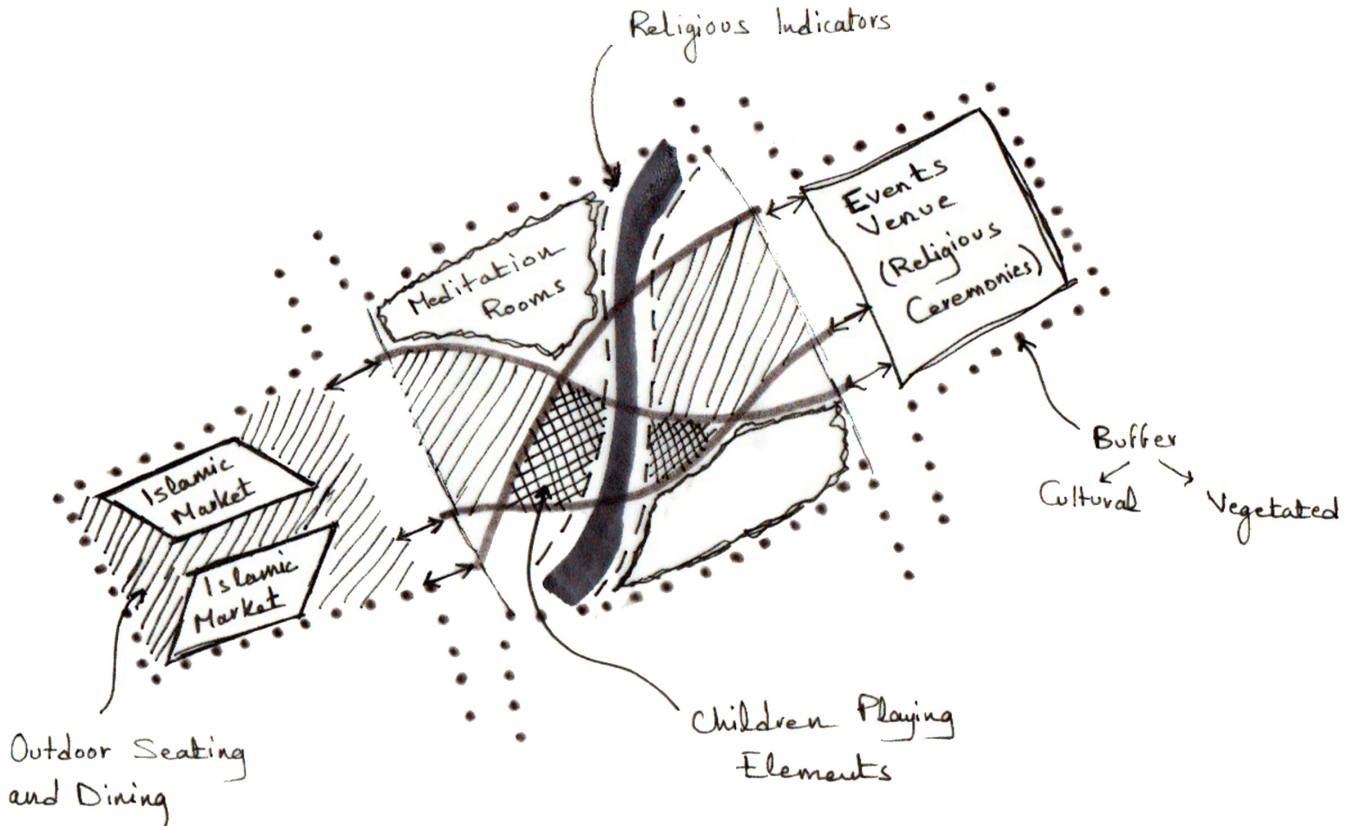 Religious Indicators
Events
Venue
(Religious
Ceremonies)
Meditation
Rooms
Buffer
Cultural
Vegetated
Islamic
Market
Islamic
Market
Children Playing
Elements
Outdoor Seating
and Dining